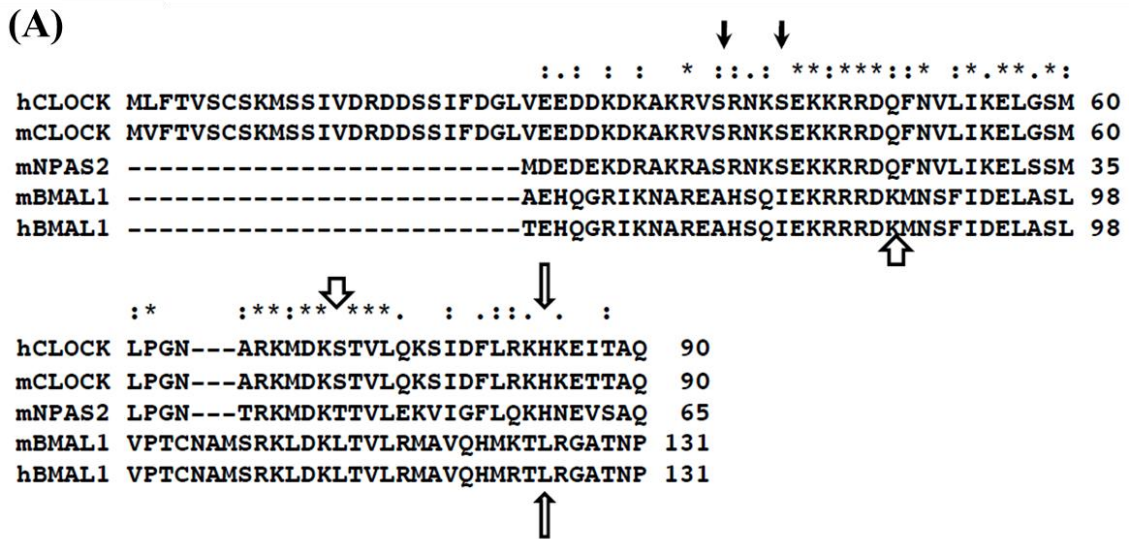 (A)
:.: : : * ::.: **:***::* :*.**.*:
hCLOCK MLFTVSCSKMSSIVDRDDSSIFDGLVEEDDKDKAKRVSRNKSEKKRRDQFNVLIKELGSM 60
mCLOCK MVFTVSCSKMSSIVDRDDSSIFDGLVEEDDKDKAKRVSRNKSEKKRRDQFNVLIKELGSM 60
mNPAS2 -------------------------MDEDEKDRAKRASRNKSEKKRRDQFNVLIKELSSM 35
mBMAL1 -------------------------AEHQGRIKNAREAHSQIEKRRRDKMNSFIDELASL 98
hBMAL1 -------------------------TEHQGRIKNAREAHSQIEKRRRDKMNSFIDELASL 98
:* :**:** ***. : .::. . :
hCLOCK LPGN---ARKMDKSTVLQKSIDFLRKHKEITAQ 90
mCLOCK LPGN---ARKMDKSTVLQKSIDFLRKHKETTAQ 90
mNPAS2 LPGN---TRKMDKTTVLEKVIGFLQKHNEVSAQ 65
mBMAL1 VPTCNAMSRKLDKLTVLRMAVQHMKTLRGATNP 131
hBMAL1 VPTCNAMSRKLDKLTVLRMAVQHMRTLRGATNP 131